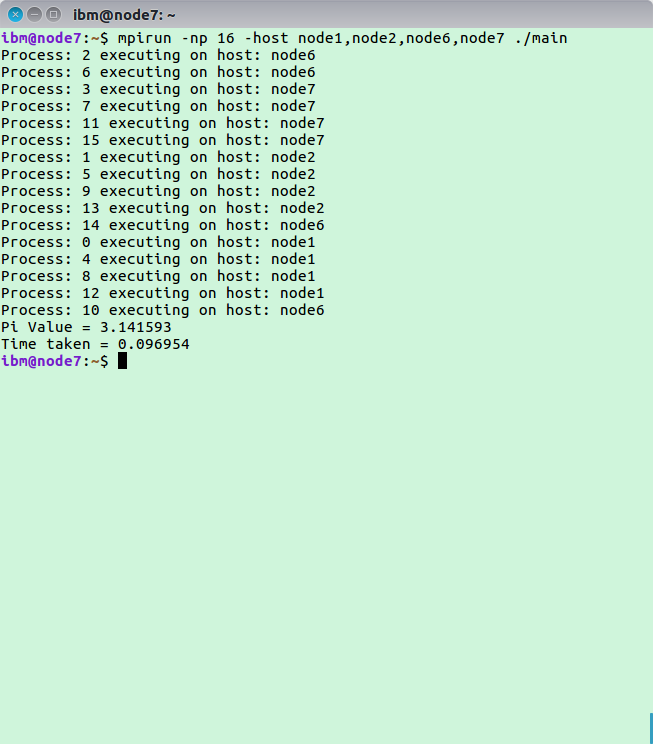 ibm@node7: ~
ibm@node7:~$ mpirun -np 16 -host node1,node2,node6,node7 ./main
Process: 2 executing on host: node6
Process: 6 executing on host: node6
Process: 3 executing on host: node7
Process: 7 executing on host: node7
Process: 11 executing on host: node7
Process: 15 executing on host: node7
Process: 1 executing on host: node2
Process: 5 executing on host: node2
Process: 9 executing on host: node2
Process: 13 executing on host: node2
Process: 14 executing on host: node6
Process: 0 executing on host: node1
Process: 4 executing on host: node1
Process: 8 executing on host: node1
Process: 12 executing on host: node1
Process: 10 executing on host: node6
Pi Value = 3.141593
Time taken = 0.096954
ibm@node7:~$